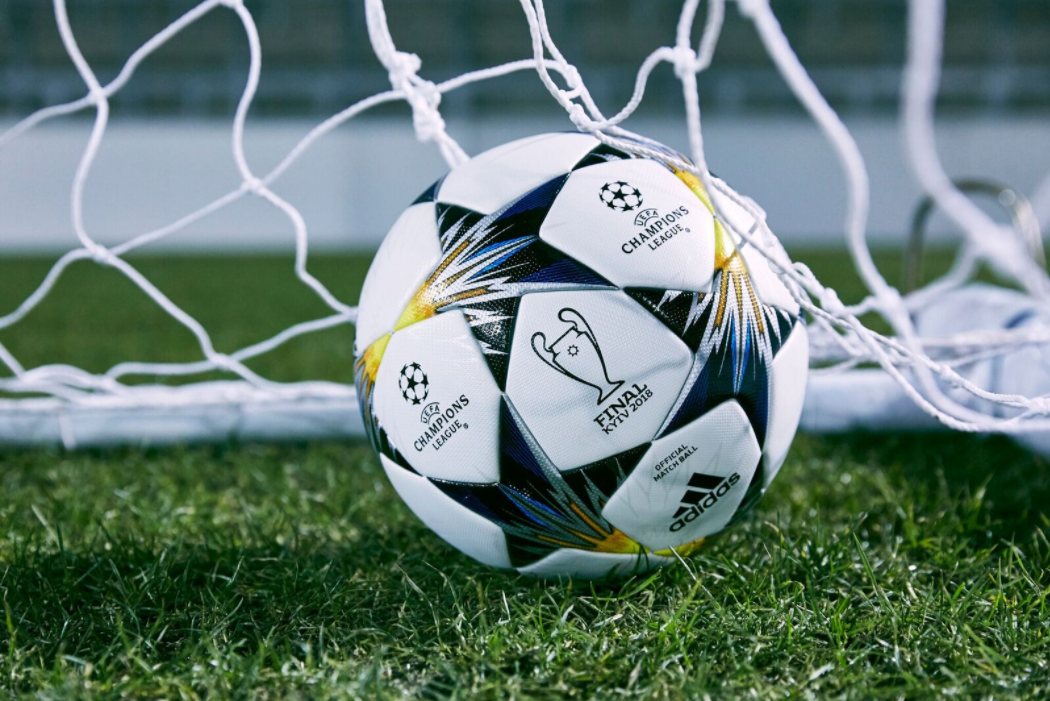 UEFA
CHAMPIONS
LEAGUE®
UEFA
CHAMPIONS
LEAGUE®
FINAL
KYIV 2018
OFFICIAL
MATCH BALL
adidas